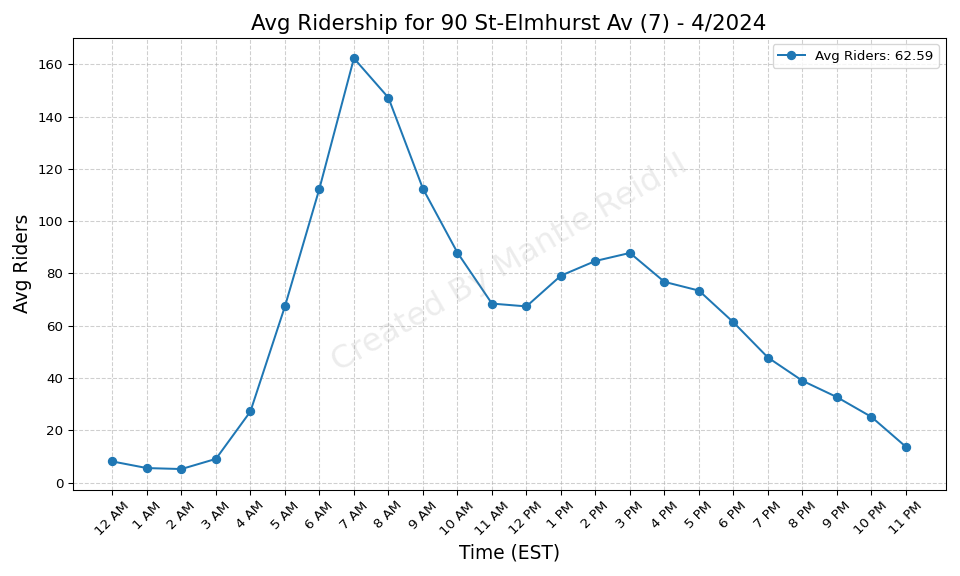 Avg Ridership for 90 St-Elmhurst Av (7) - 4/2024
Avg Riders: 62.59
160
140
120
100
80
60
40
20
0
Avg Riders
Created By Mantle Reid II
12 AM
1 AM
2 AM
3 AM
4 AM
5 AM
6 AM
7 AM
8 AM
9 AM
10 AM
11 AM
12 PM
1 PM
2 PM
3 PM
4 PM
5 PM
6 PM
7 PM
8 PM
9 PM
10 PM
11 PM
Time (EST)